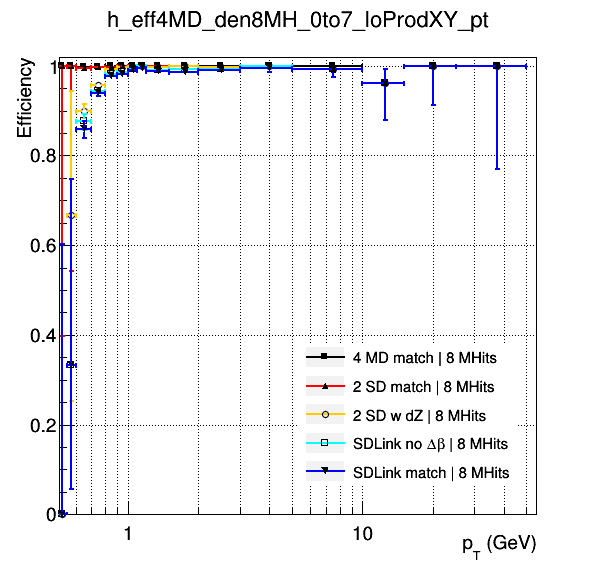 h_eff4MD_den8MH_0to7_loProdXY_pt
Efficiency
1
0.8
0.6
0.4
0.2
0
4 MD match | 8 MHits
2 SD match | 8 MHits
2 SD w dZ | 8 MHits
SDLink no Δβ | 8 MHits
SDLink match | 8 MHits
1
10
p_T (GeV)